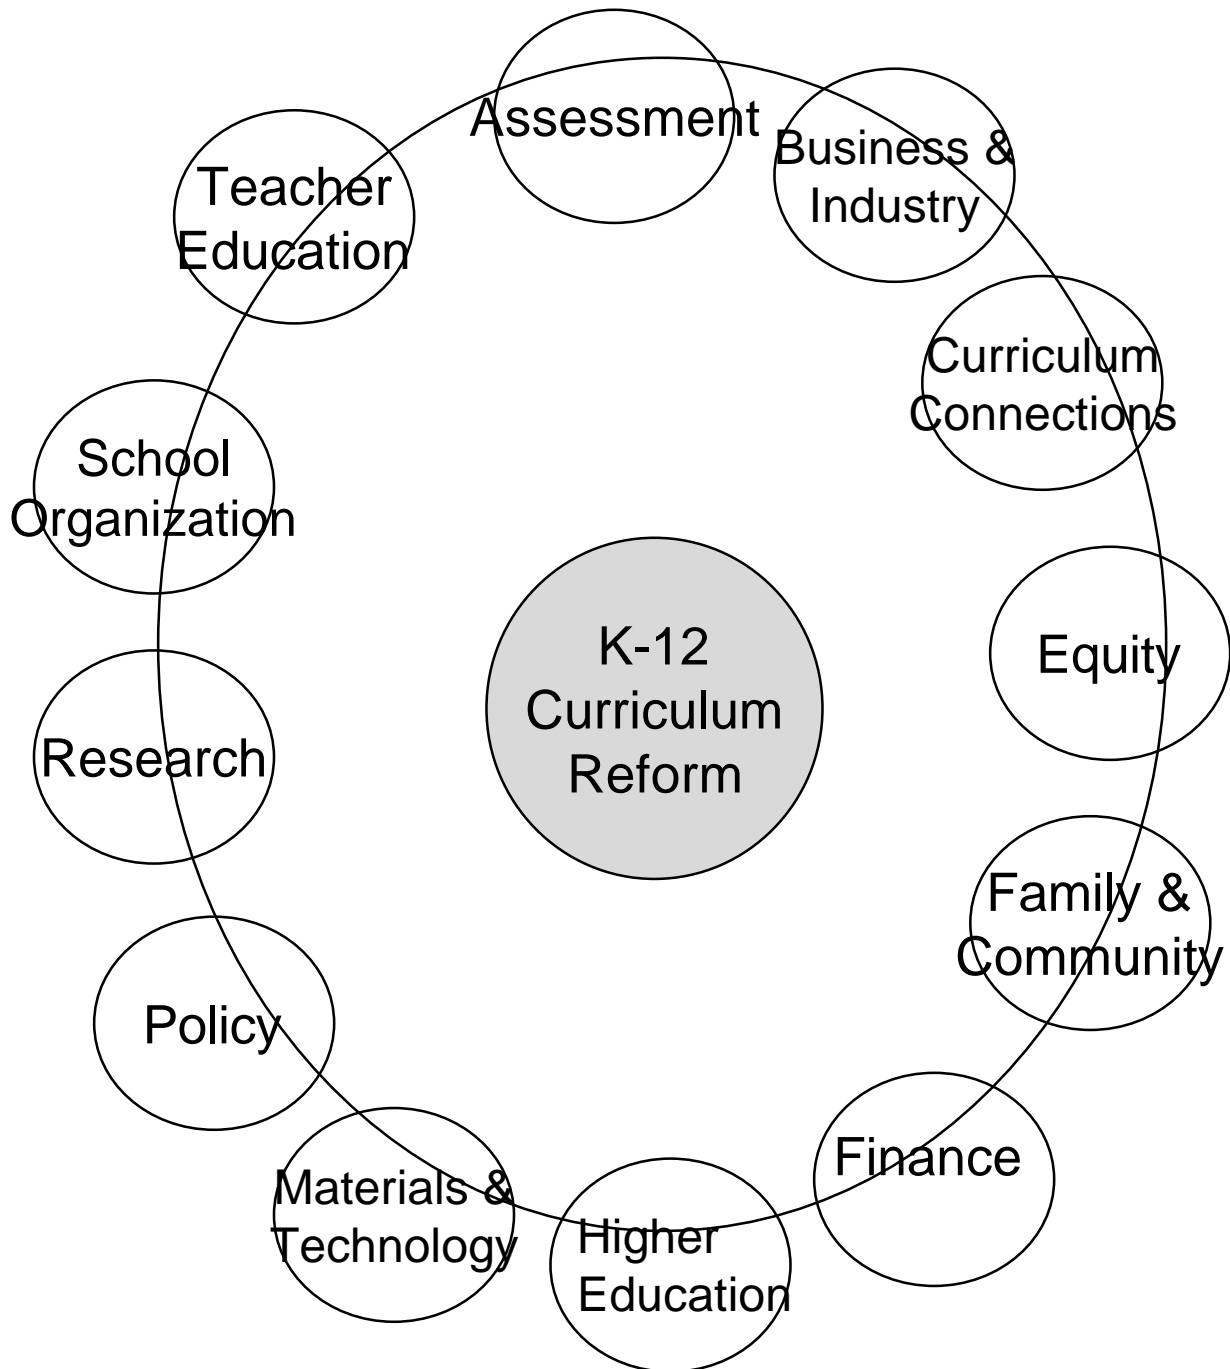 Assessment
Business &
Industry
Curriculum
Connections
Equity
Family &
Community
Finance
Higher
Education
Materials &
Technology
Policy
Research
School
Organization
Teacher
Education
K-12
Curriculum
Reform